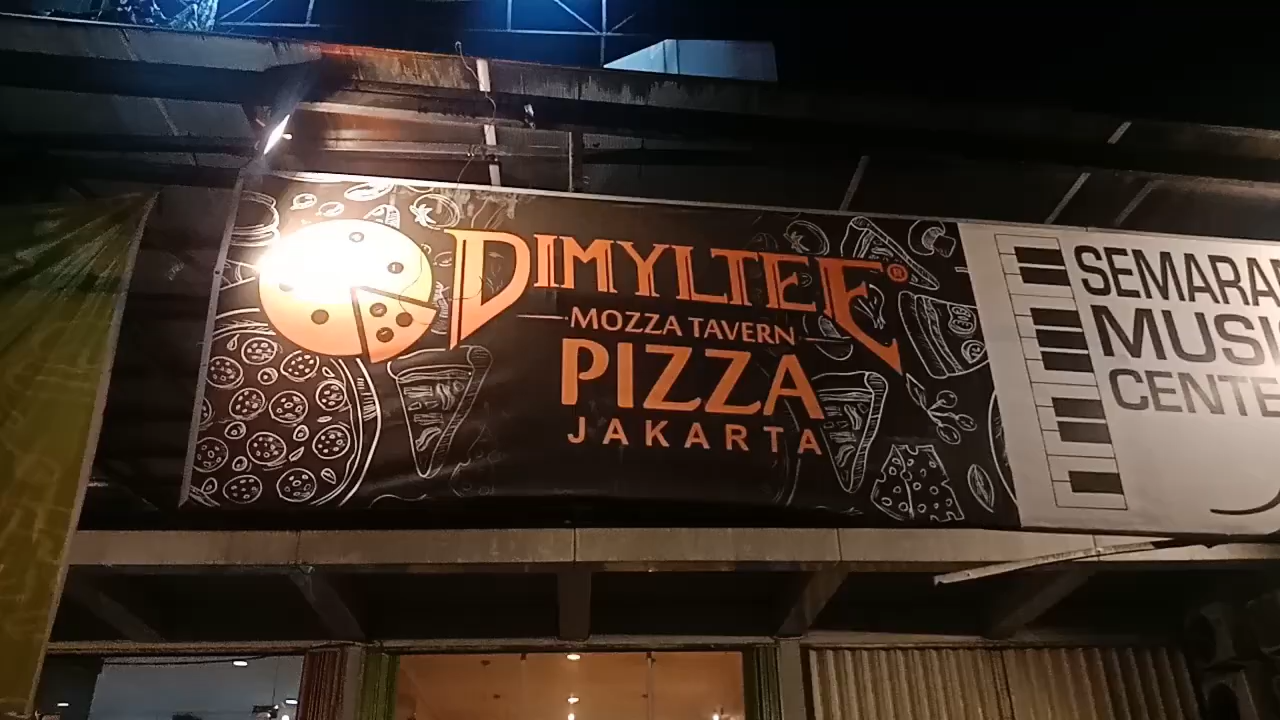 DIMYLTEE®
MOZZA TAVERN
PIZZA
JAKARTA
SEMARA
MUSI
CENTE